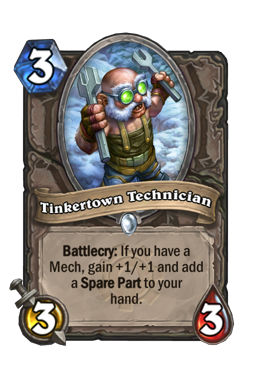 3
Tinkertown Technician
Battlecry: If you have a
Mech, gain +1/+1 and add
a Spare Part to your
hand.
3
3